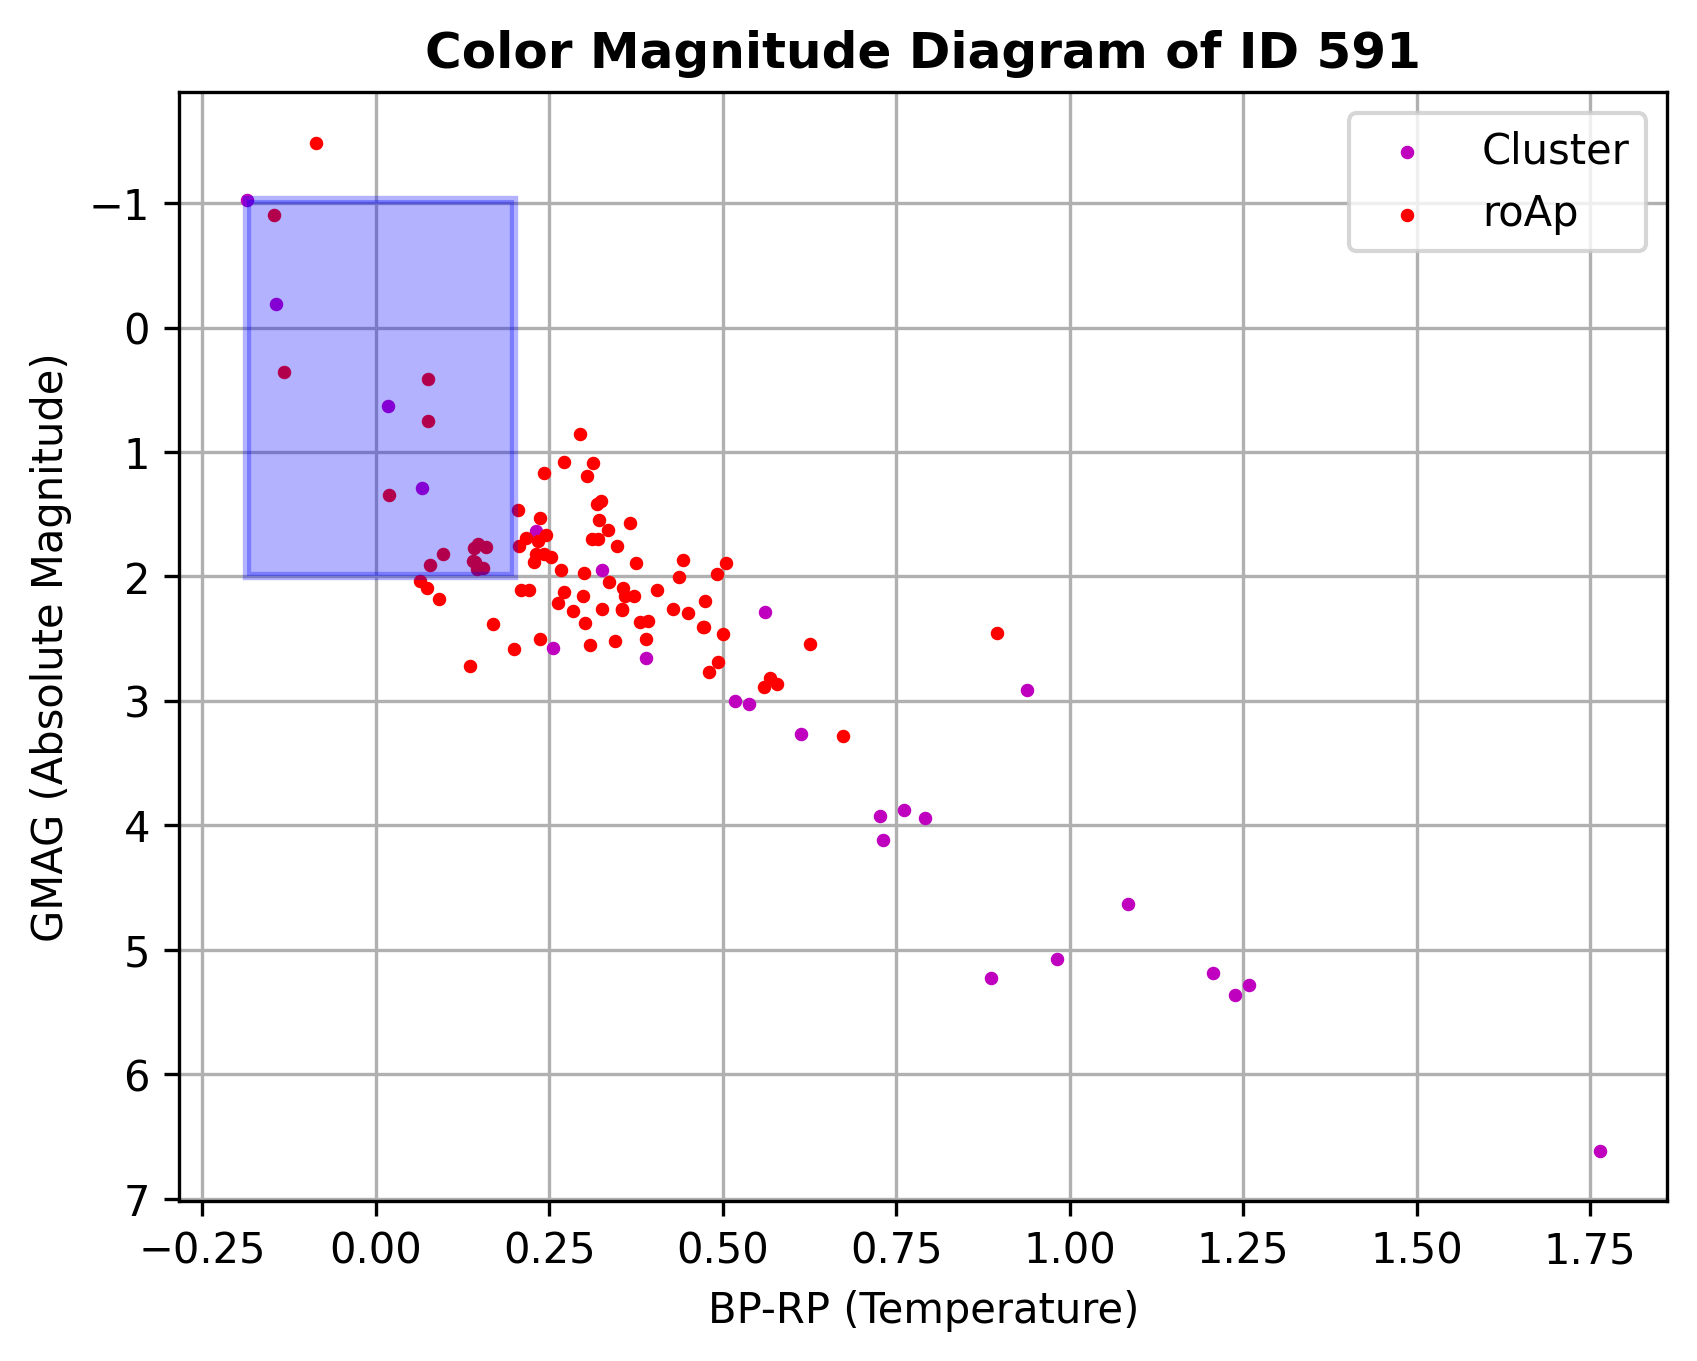 Color Magnitude Diagram of ID 591
Cluster
roAp
GMAG (Absolute Magnitude)
−1
0
1
2
3
4
5
6
7
−0.25 0.00 0.25 0.50 0.75 1.00 1.25 1.50 1.75
BP-RP (Temperature)